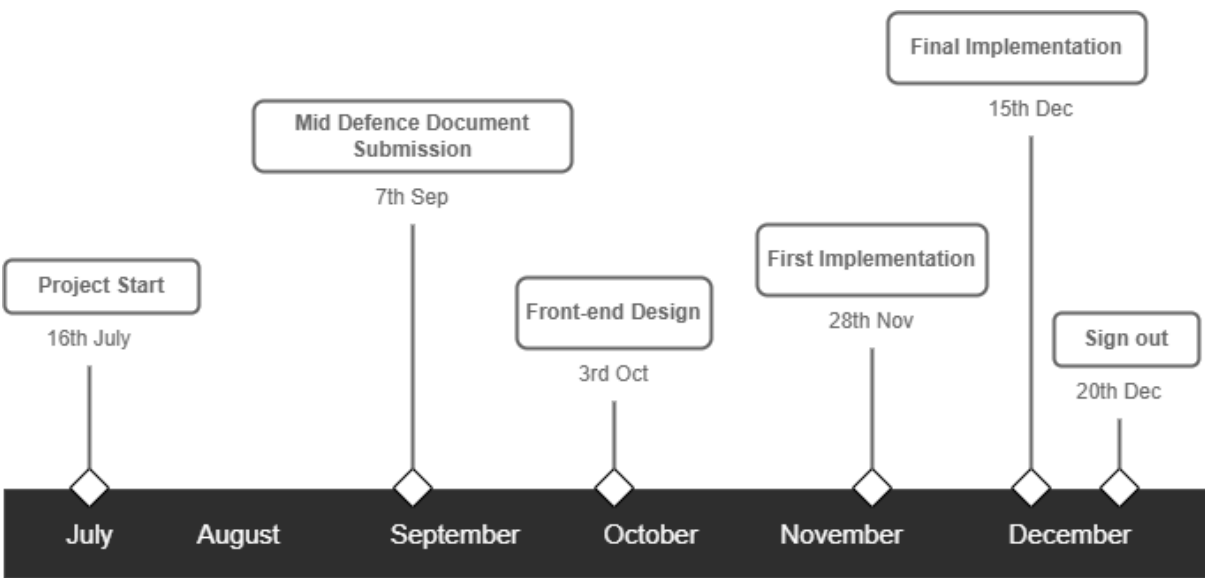 Project Start
16th July
Mid Defence Document
Submission
7th Sep
Front-end Design
3rd Oct
First Implementation
28th Nov
Final Implementation
15th Dec
Sign out
20th Dec
July
August
September
October
November
December